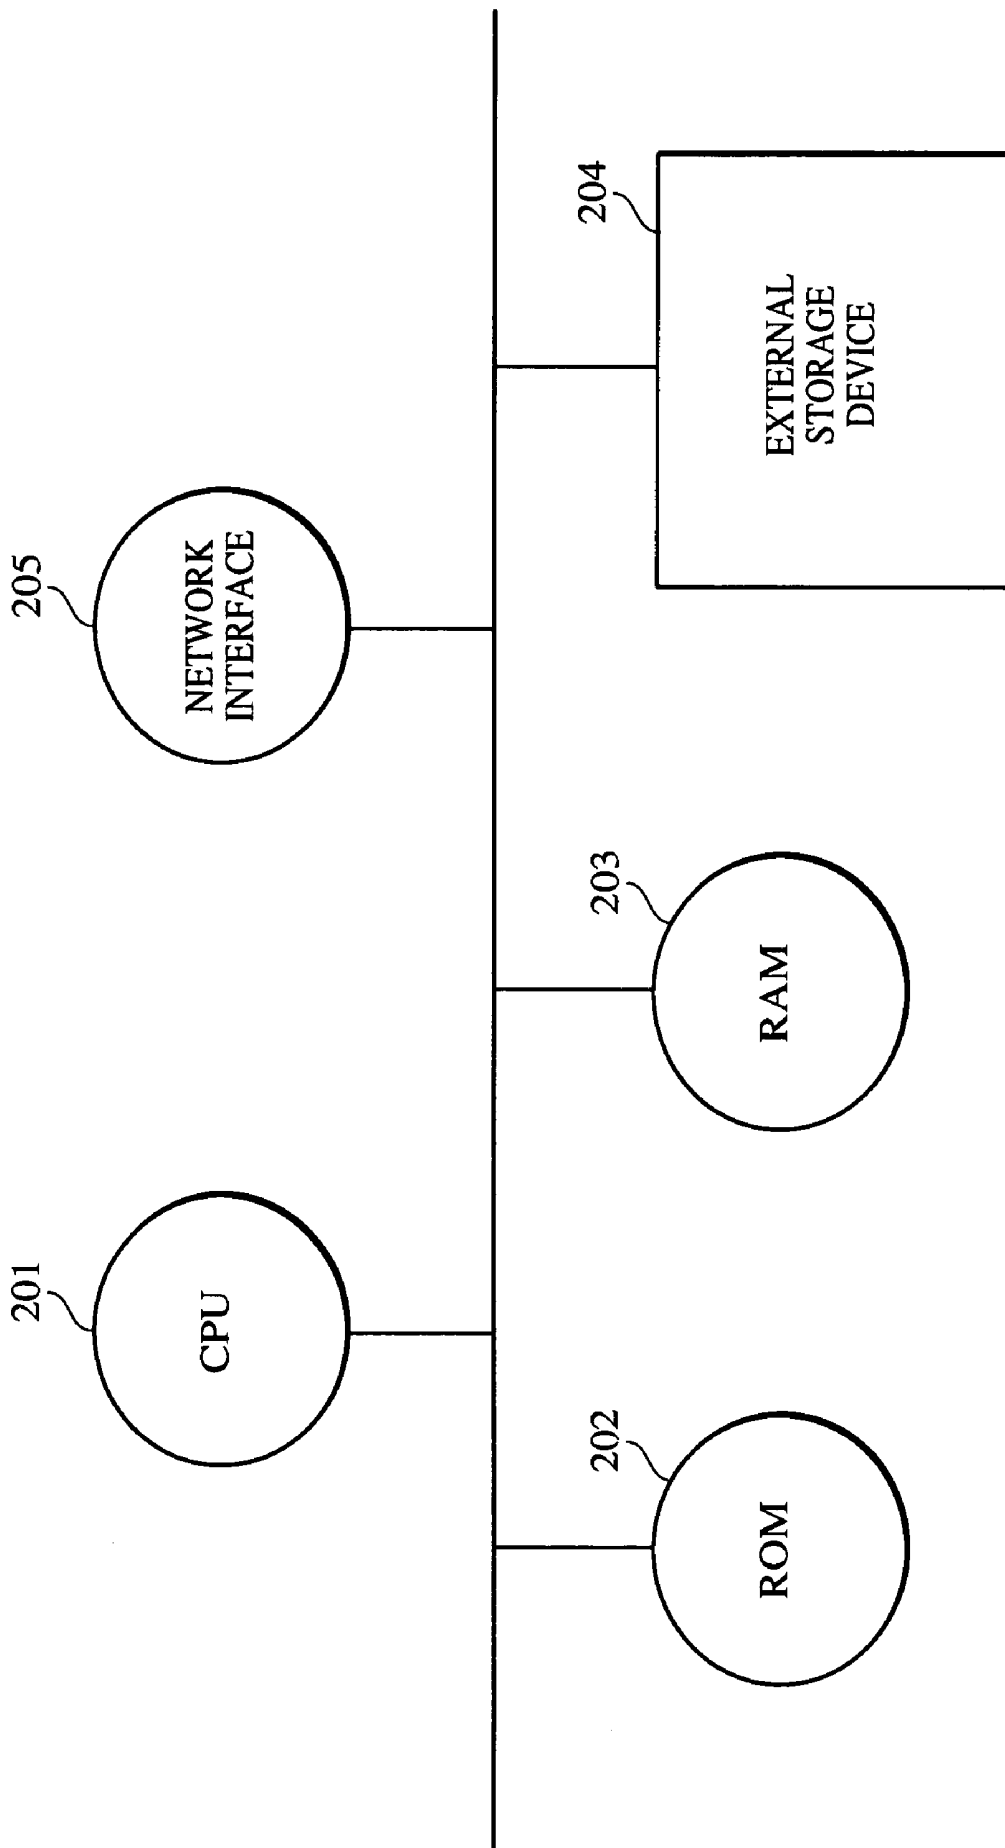 201
CPU
205
NETWORK
INTERFACE
202
ROM
203
RAM
204
EXTERNAL
STORAGE
DEVICE